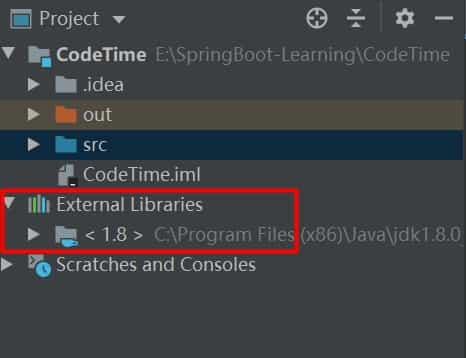 Project
CodeTime E:\SpringBoot-Learning\CodeTime
.idea
out
src
CodeTime.iml
External Libraries
< 1.8 > C:\Program Files (x86)\Java\jdk1.8.0_
Scratches and Consoles